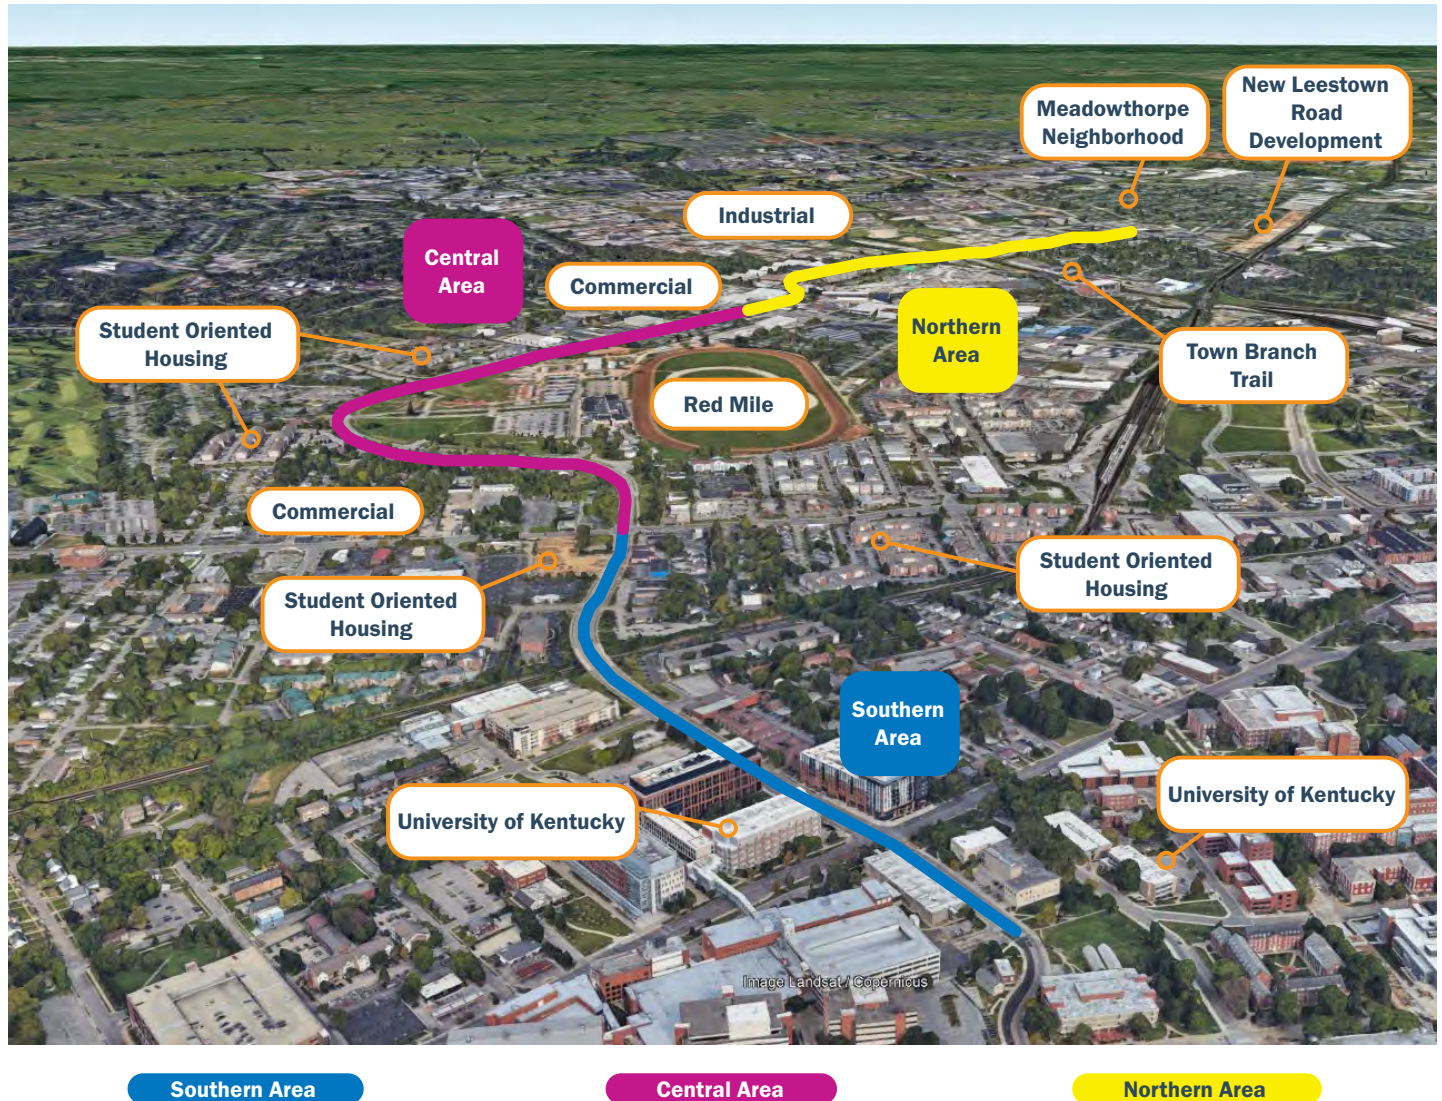 New Leestown
Road
Development
Meadowthorpe
Neighborhood
Industrial
Central
Area
Commercial
Student Oriented
Housing
Northern
Area
Town Branch
Trail
Red Mile
Commercial
Student Oriented
Housing
Student Oriented
Housing
Southern
Area
University of Kentucky
University of Kentucky
Image Landsat / Copernicus
Southern Area
Central Area
Northern Area